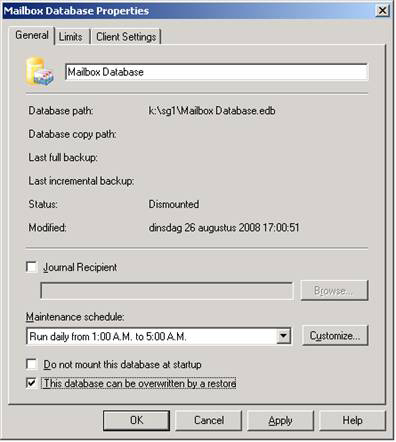 Mailbox Database Properties
General Limits Client Settings
Mailbox Database
Database path: k:\sg1\Mailbox Database.edb
Database copy path:
Last full backup:
Last incremental backup:
Status: Dismounted
Modified: dinsdag 26 augustus 2008 17:00:51
Journal Recipient
Browse...
Maintenance schedule:
Run daily from 1:00 A.M. to 5:00 A.M. Customize...
Do not mount this database at startup
This database can be overwritten by a restore
OK Cancel Apply Help